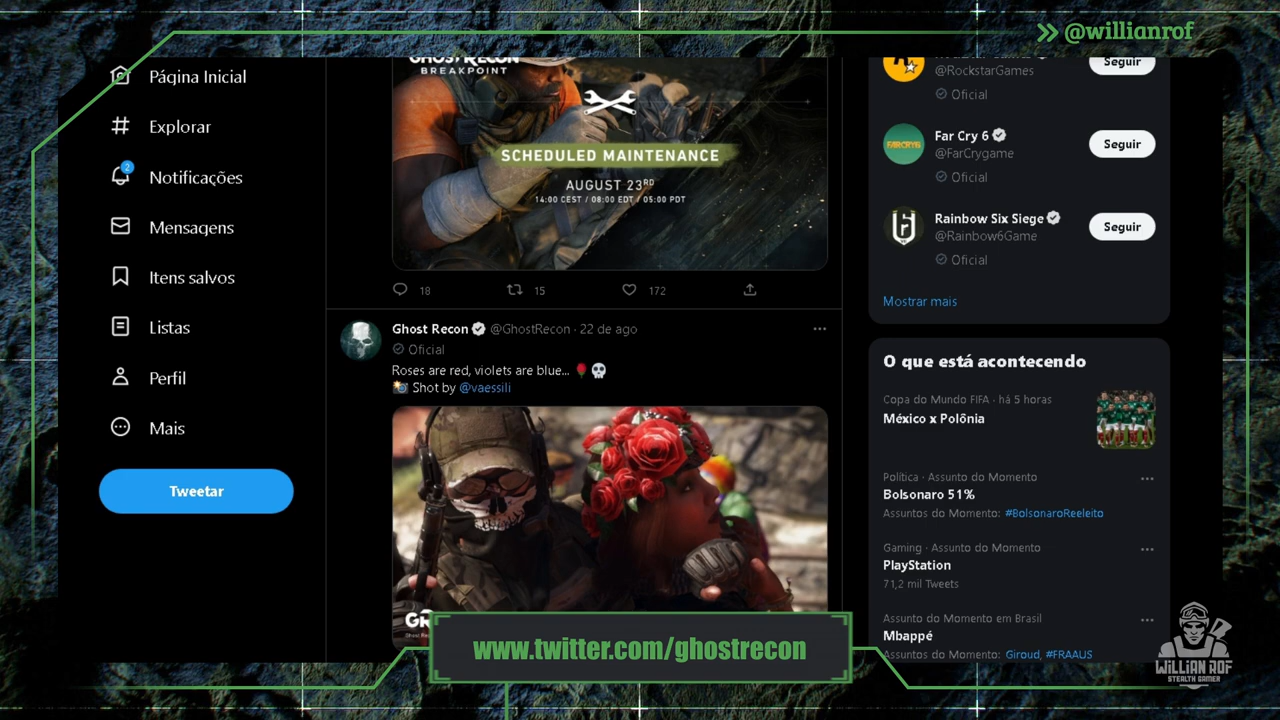 @willianrof
Página Inicial
Explorar
2
Notificações
Mensagens
Itens salvos
Listas
Perfil
Mais
Tweetar
GHOST RECON
BREAKPOINT
SCHEDULED MAINTENANCE
AUGUST 23RD
14:00 CEST / 08:00 EDT / 05:00 PDT
18 15 172
Ghost Recon @GhostRecon · 22 de ago
Oficial
Roses are red, violets are blue...
Shot by @vaessili
www.twitter.com/ghostrecon
@RockstarGames
Seguir
Oficial
FARCRY6
Far Cry 6
@FarCrygame
Seguir
Oficial
Rainbow Six Siege
@Rainbow6Game
Seguir
Oficial
Mostrar mais
O que está acontecendo
Copa do Mundo FIFA · há 5 horas
México x Polônia
Política · Assunto do Momento
Bolsonaro 51%
Assuntos do Momento: #BolsonaroReeleito
Gaming · Assunto do Momento
PlayStation
71,2 mil Tweets
Assunto do Momento em Brasil
Mbappé
Assuntos do Momento: Giroud, #FRAAUS
WILLIAN ROF
STEALTH GAMER